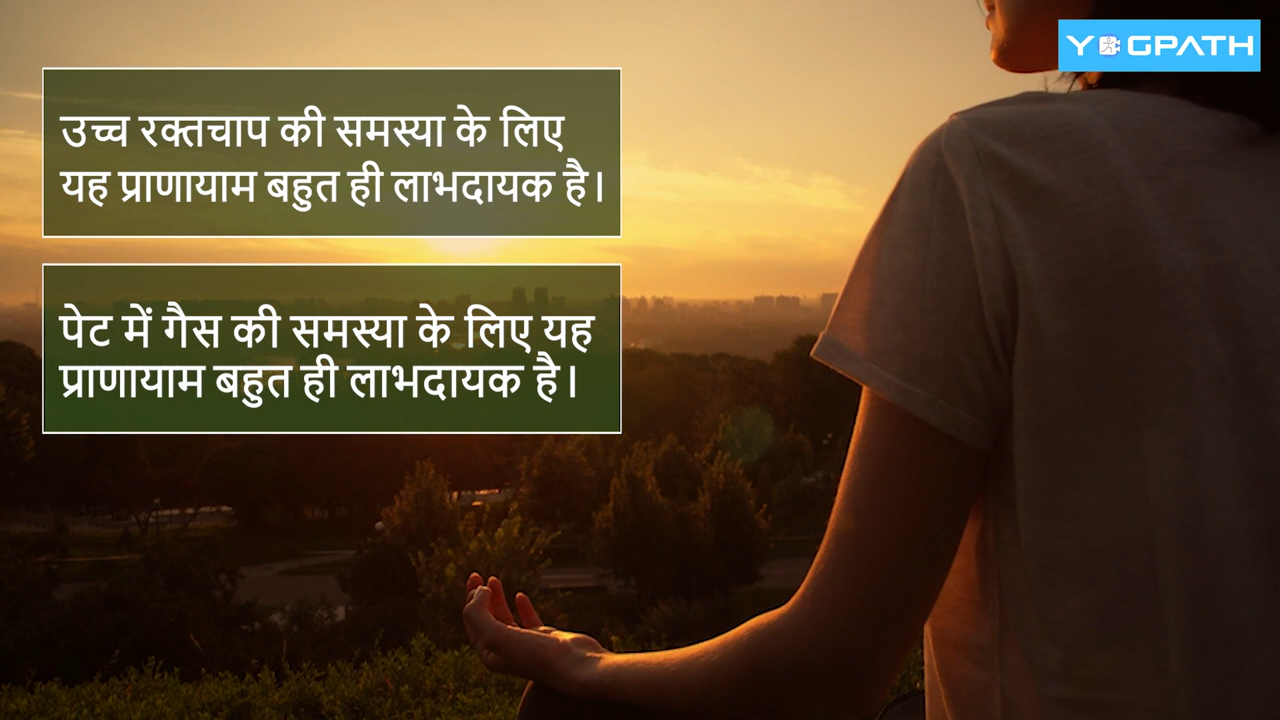 YOGPATH
उच्च रक्तचाप की समस्या के लिए
यह प्राणायाम बहुत ही लाभदायक है।
पेट में गैस की समस्या के लिए यह
प्राणायाम बहुत ही लाभदायक है।